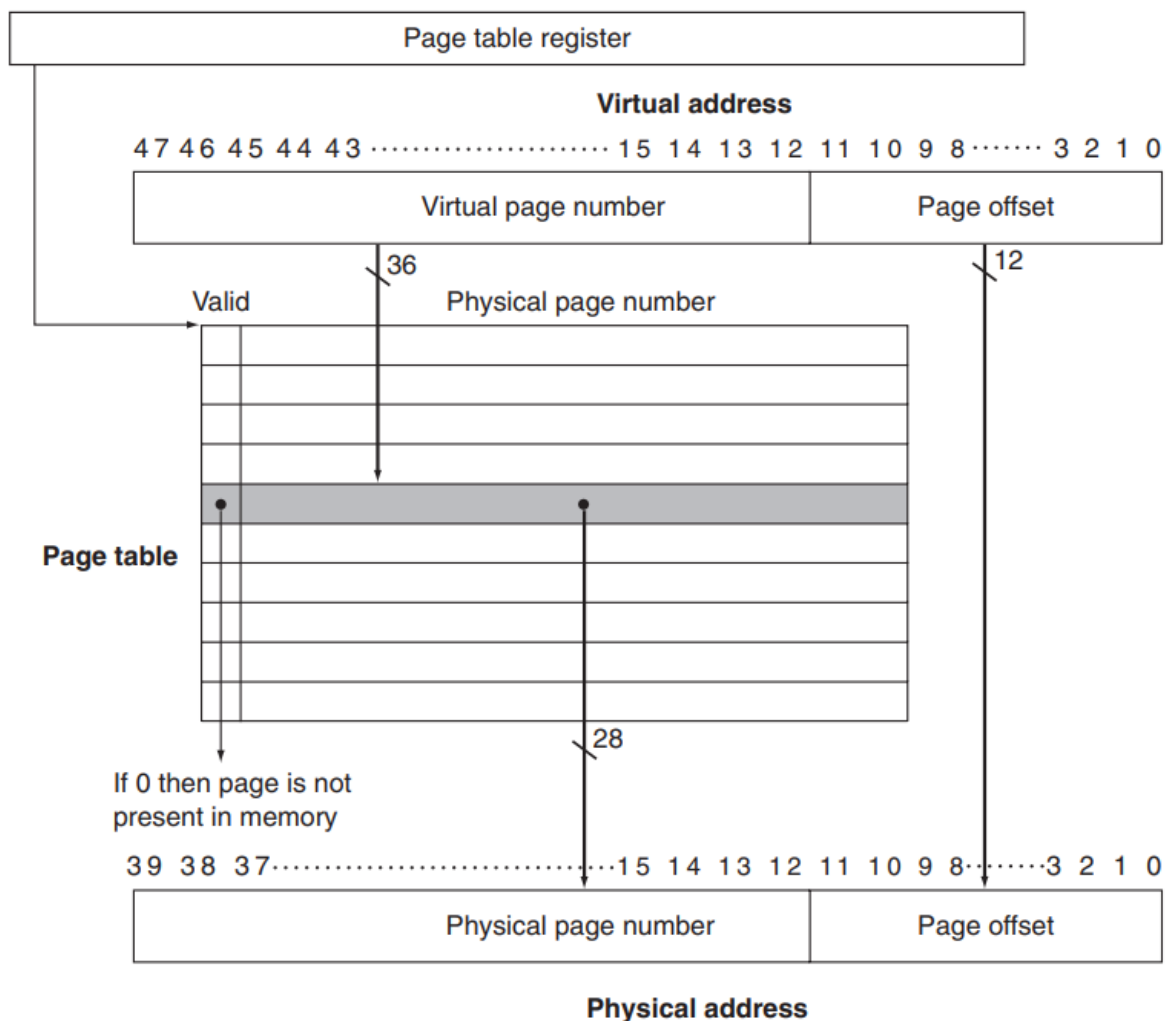 Page table register
Virtual address
47 46 45 44 43 ........................ 15 14 13 12 11 10 9 8 ....... 3 2 1 0
Virtual page number Page offset
36 12
Valid Physical page number
Page table
28
If 0 then page is not
present in memory
39 38 37 ................................... 15 14 13 12 11 10 9 8 ........ 3 2 1 0
Physical page number Page offset
Physical address